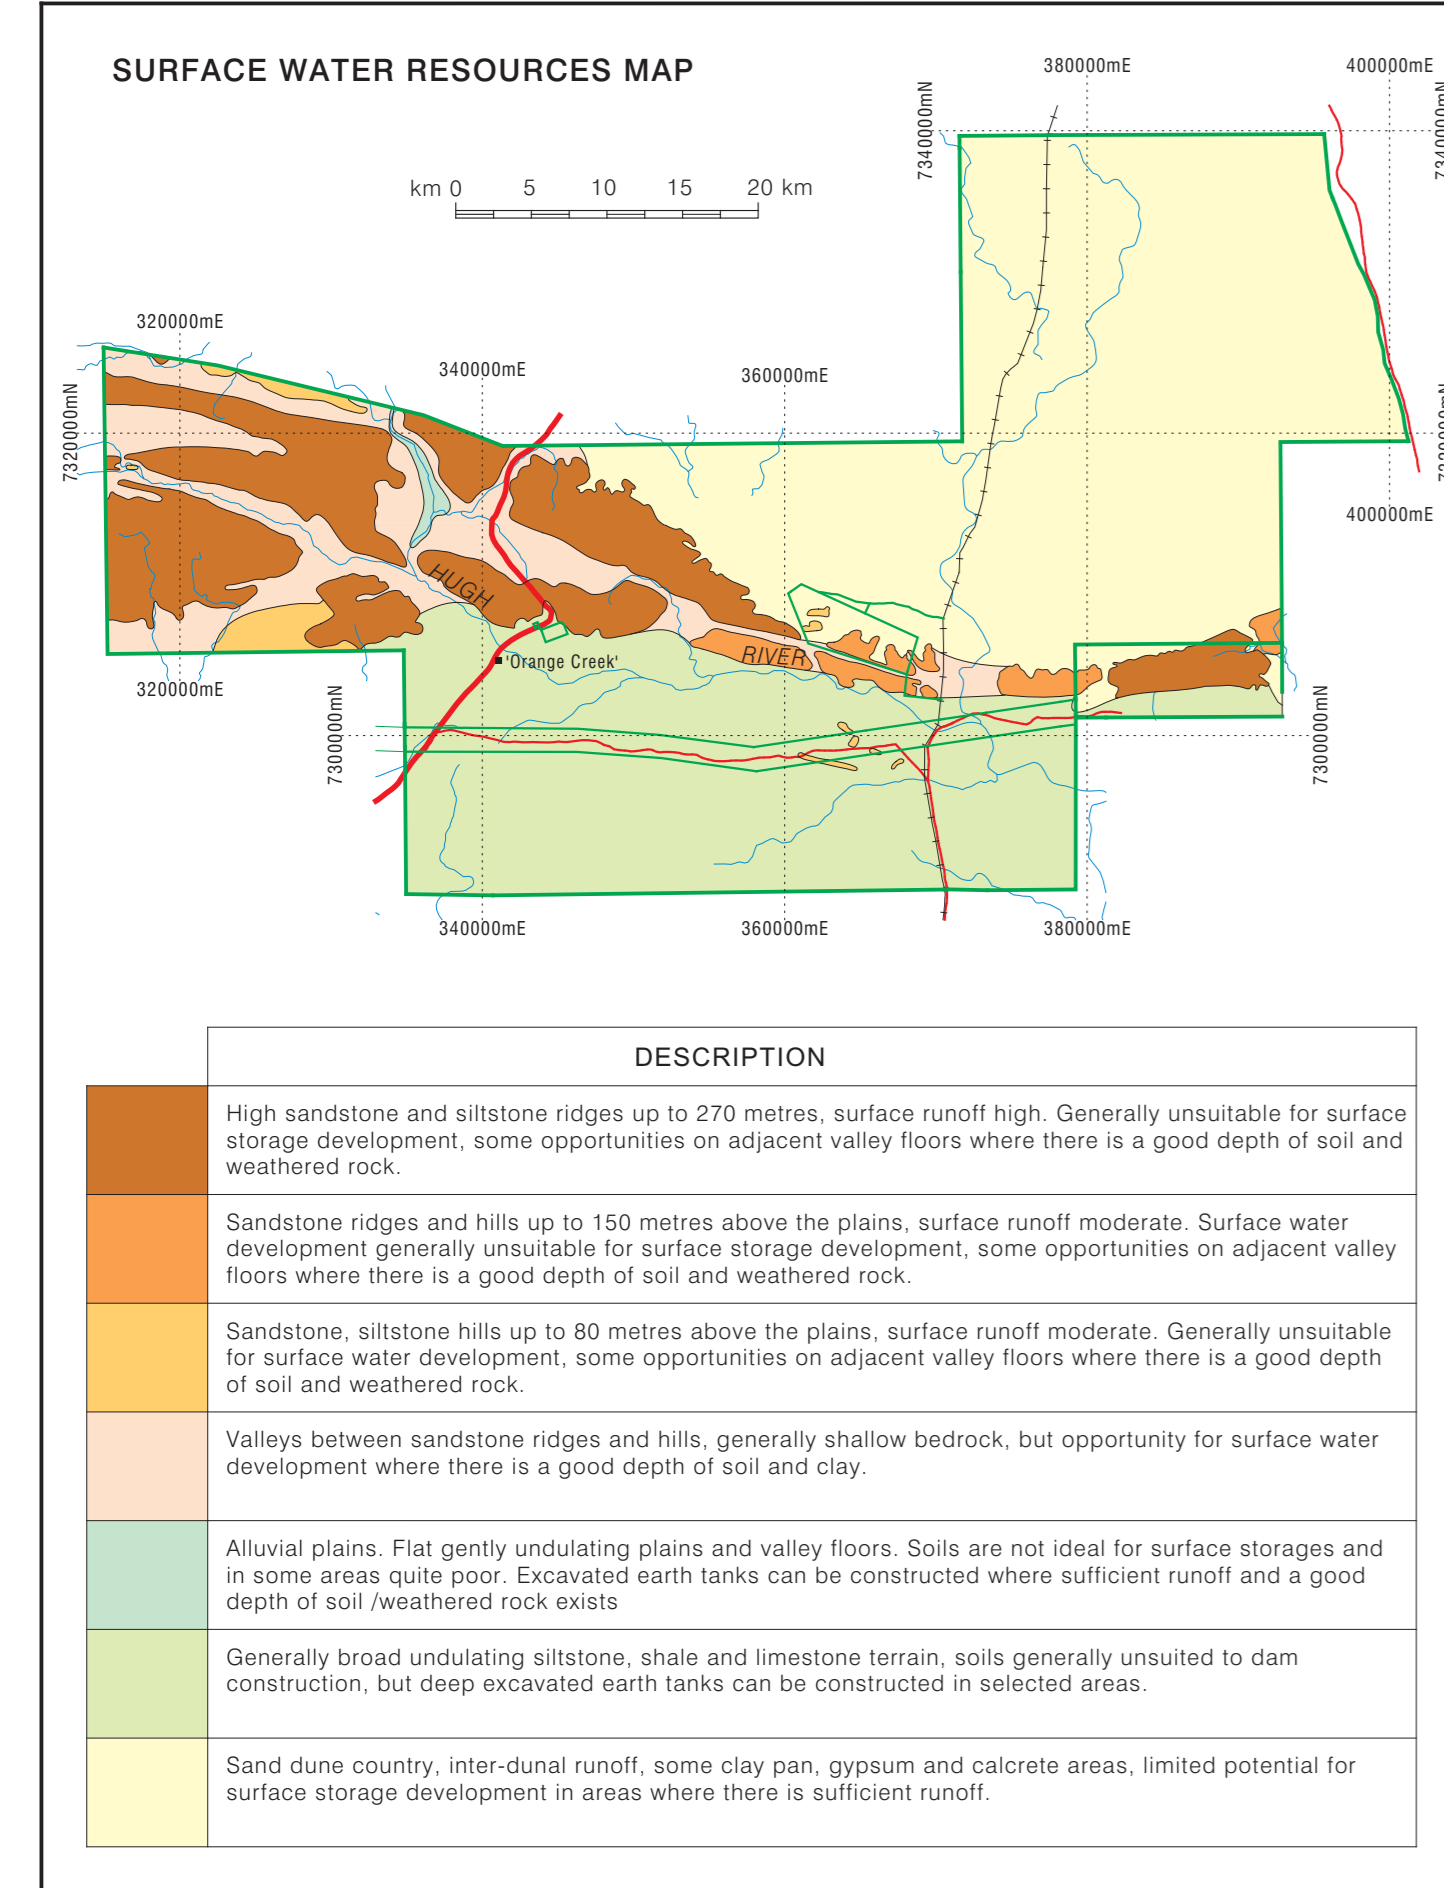 SURFACE WATER RESOURCES MAP
380000mE
400000mE
7340000mN
7340000mN
km 0 5 10 15 20 km
320000mE
340000mE
360000mE
7320000mN
400000mE
HUGH
RIVER
'Orange Creek'
320000mE
7300000mN
7300000mN
340000mE
360000mE
380000mE
DESCRIPTION
High sandstone and siltstone ridges up to 270 metres, surface runoff high. Generally unsuitable for surface
storage development, some opportunities on adjacent valley floors where there is a good depth of soil and
weathered rock.
Sandstone ridges and hills up to 150 metres above the plains, surface runoff moderate. Surface water
development generally unsuitable for surface storage development, some opportunities on adjacent valley
floors where there is a good depth of soil and weathered rock.
Sandstone, siltstone hills up to 80 metres above the plains, surface runoff moderate. Generally unsuitable
for surface water development, some opportunities on adjacent valley floors where there is a good depth
of soil and weathered rock.
Valleys between sandstone ridges and hills, generally shallow bedrock, but opportunity for surface water
development where there is a good depth of soil and clay.
Alluvial plains. Flat gently undulating plains and valley floors. Soils are not ideal for surface storages and
in some areas quite poor. Excavated earth tanks can be constructed where sufficient runoff and a good
depth of soil /weathered rock exists
Generally broad undulating siltstone, shale and limestone terrain, soils generally unsuited to dam
construction, but deep excavated earth tanks can be constructed in selected areas.
Sand dune country, inter-dunal runoff, some clay pan, gypsum and calcrete areas, limited potential for
surface storage development in areas where there is sufficient runoff.